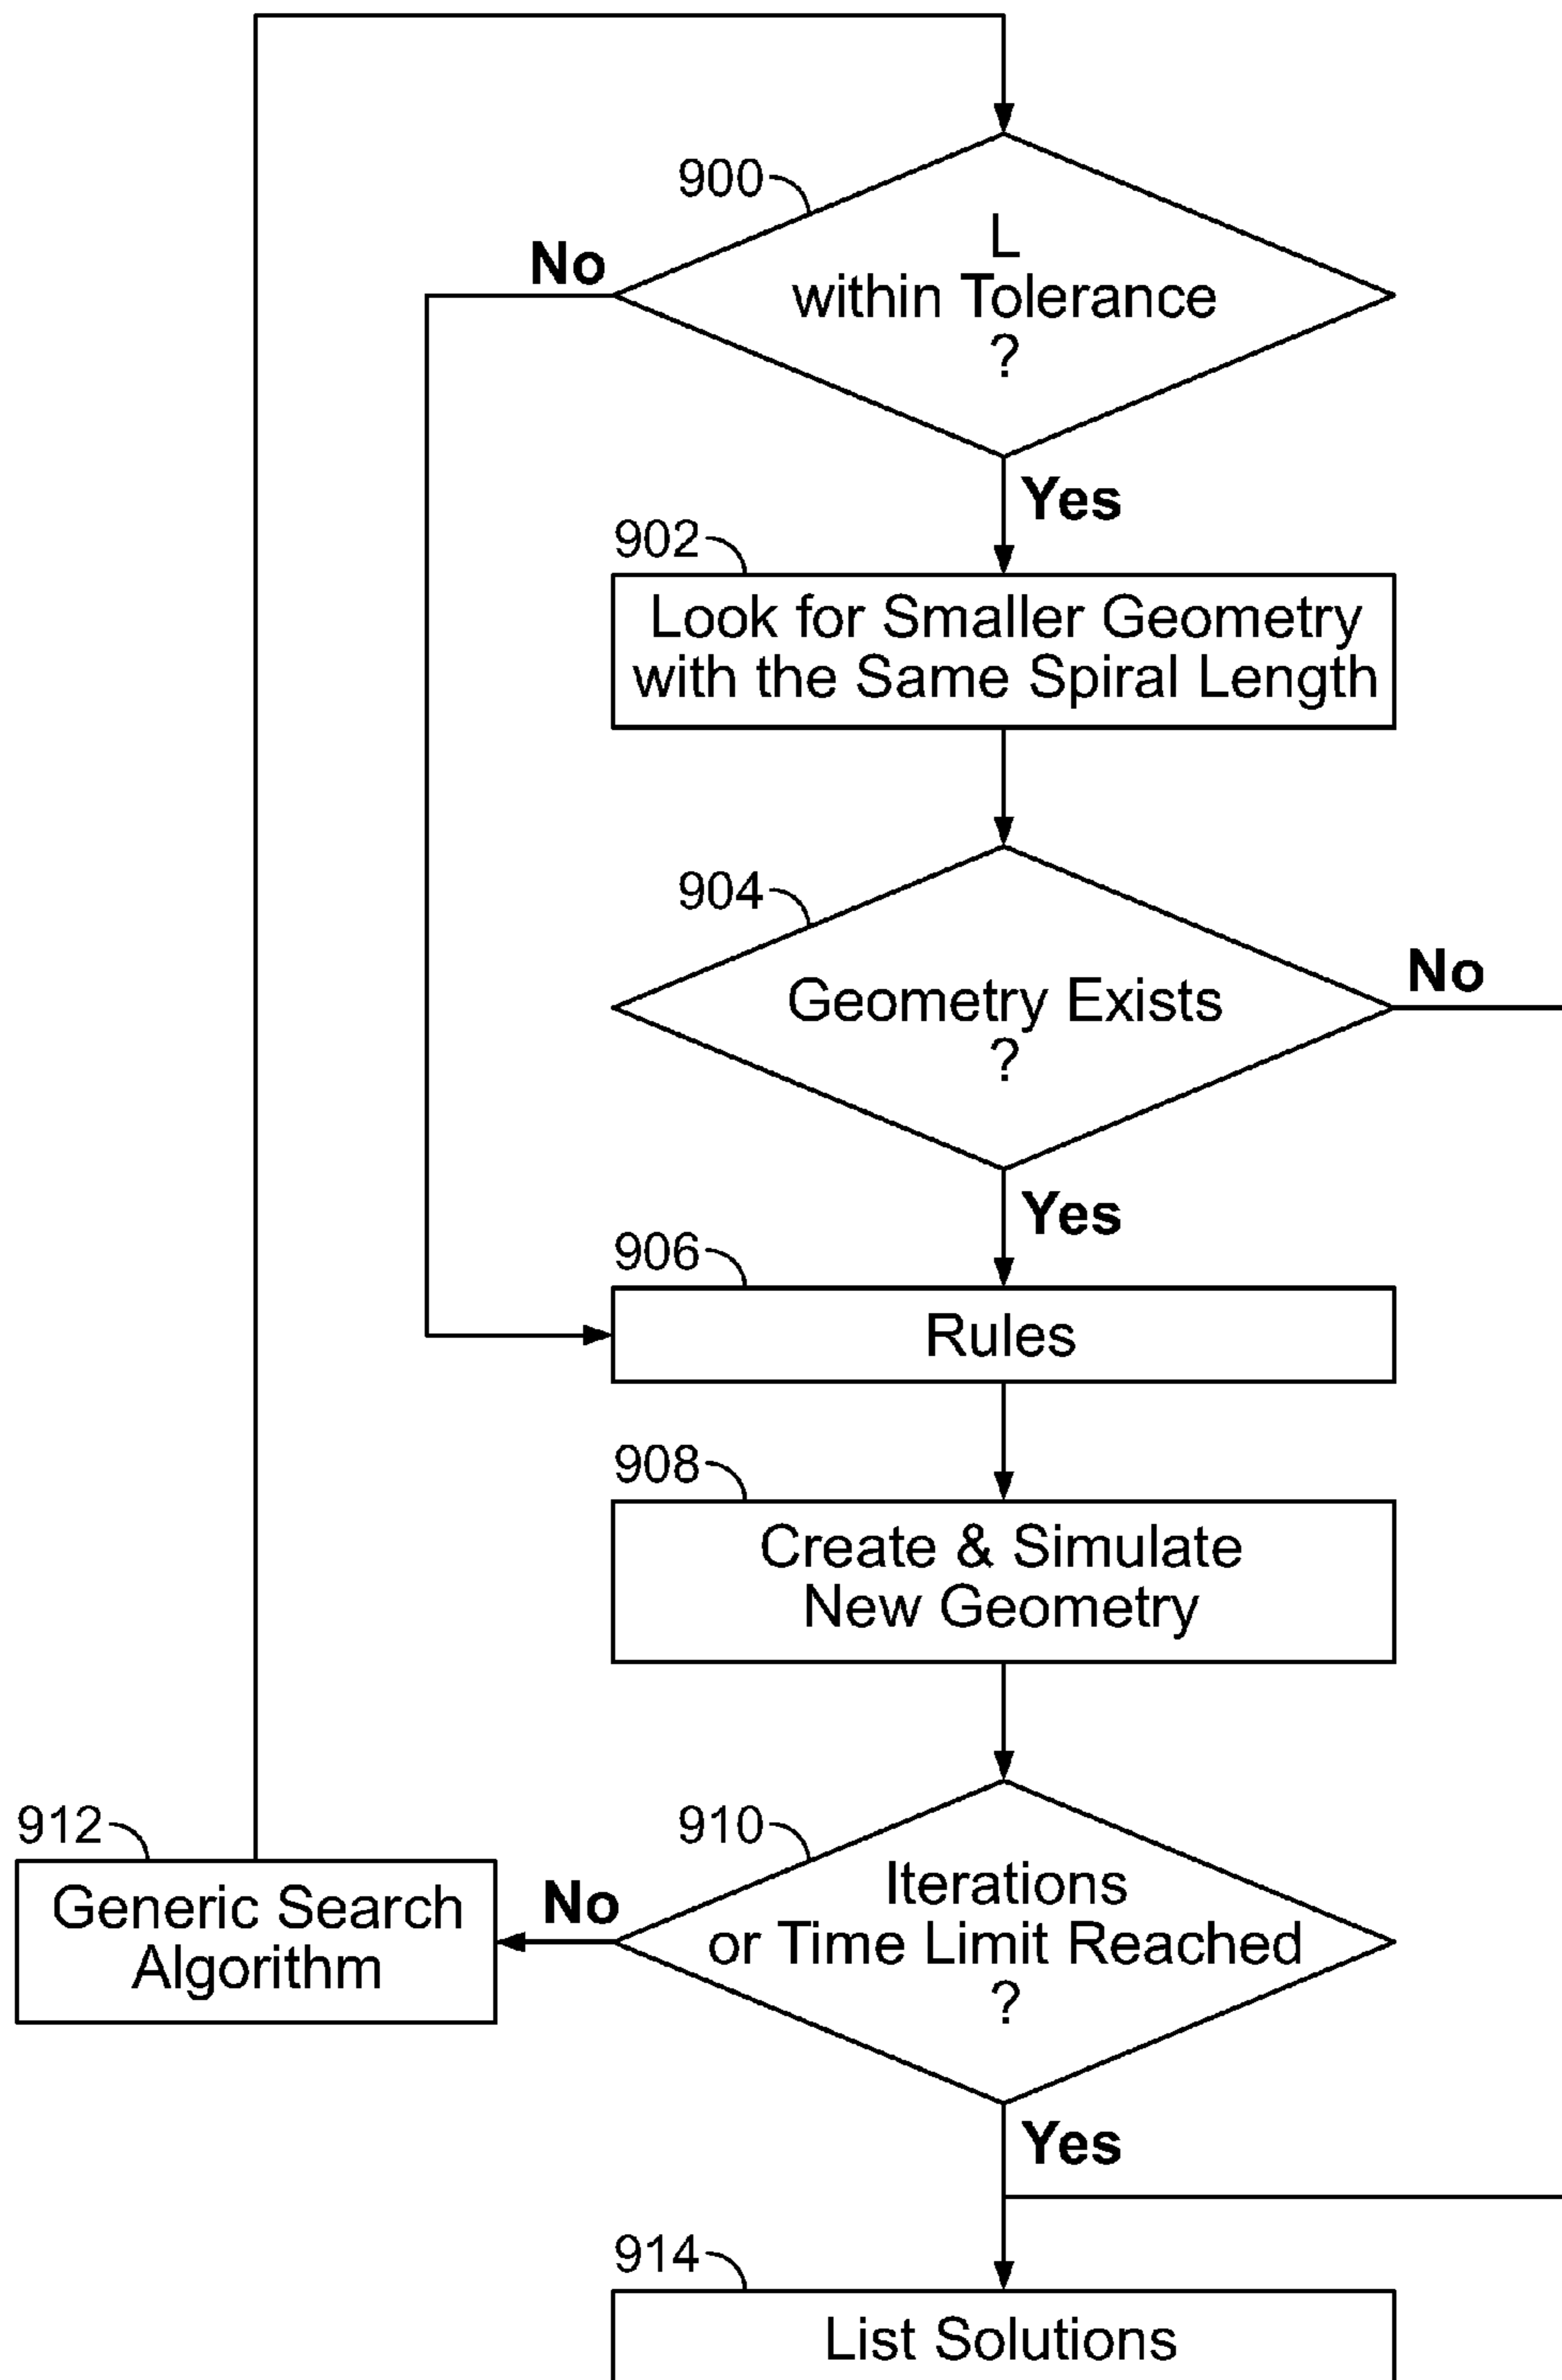 900
No
L
within Tolerance
?
Yes
902
Look for Smaller Geometry
with the Same Spiral Length
904
Geometry Exists
?
No
Yes
906
Rules
908
Create & Simulate
New Geometry
910
Iterations
or Time Limit Reached
?
No
912
Generic Search
Algorithm
Yes
914
List Solutions